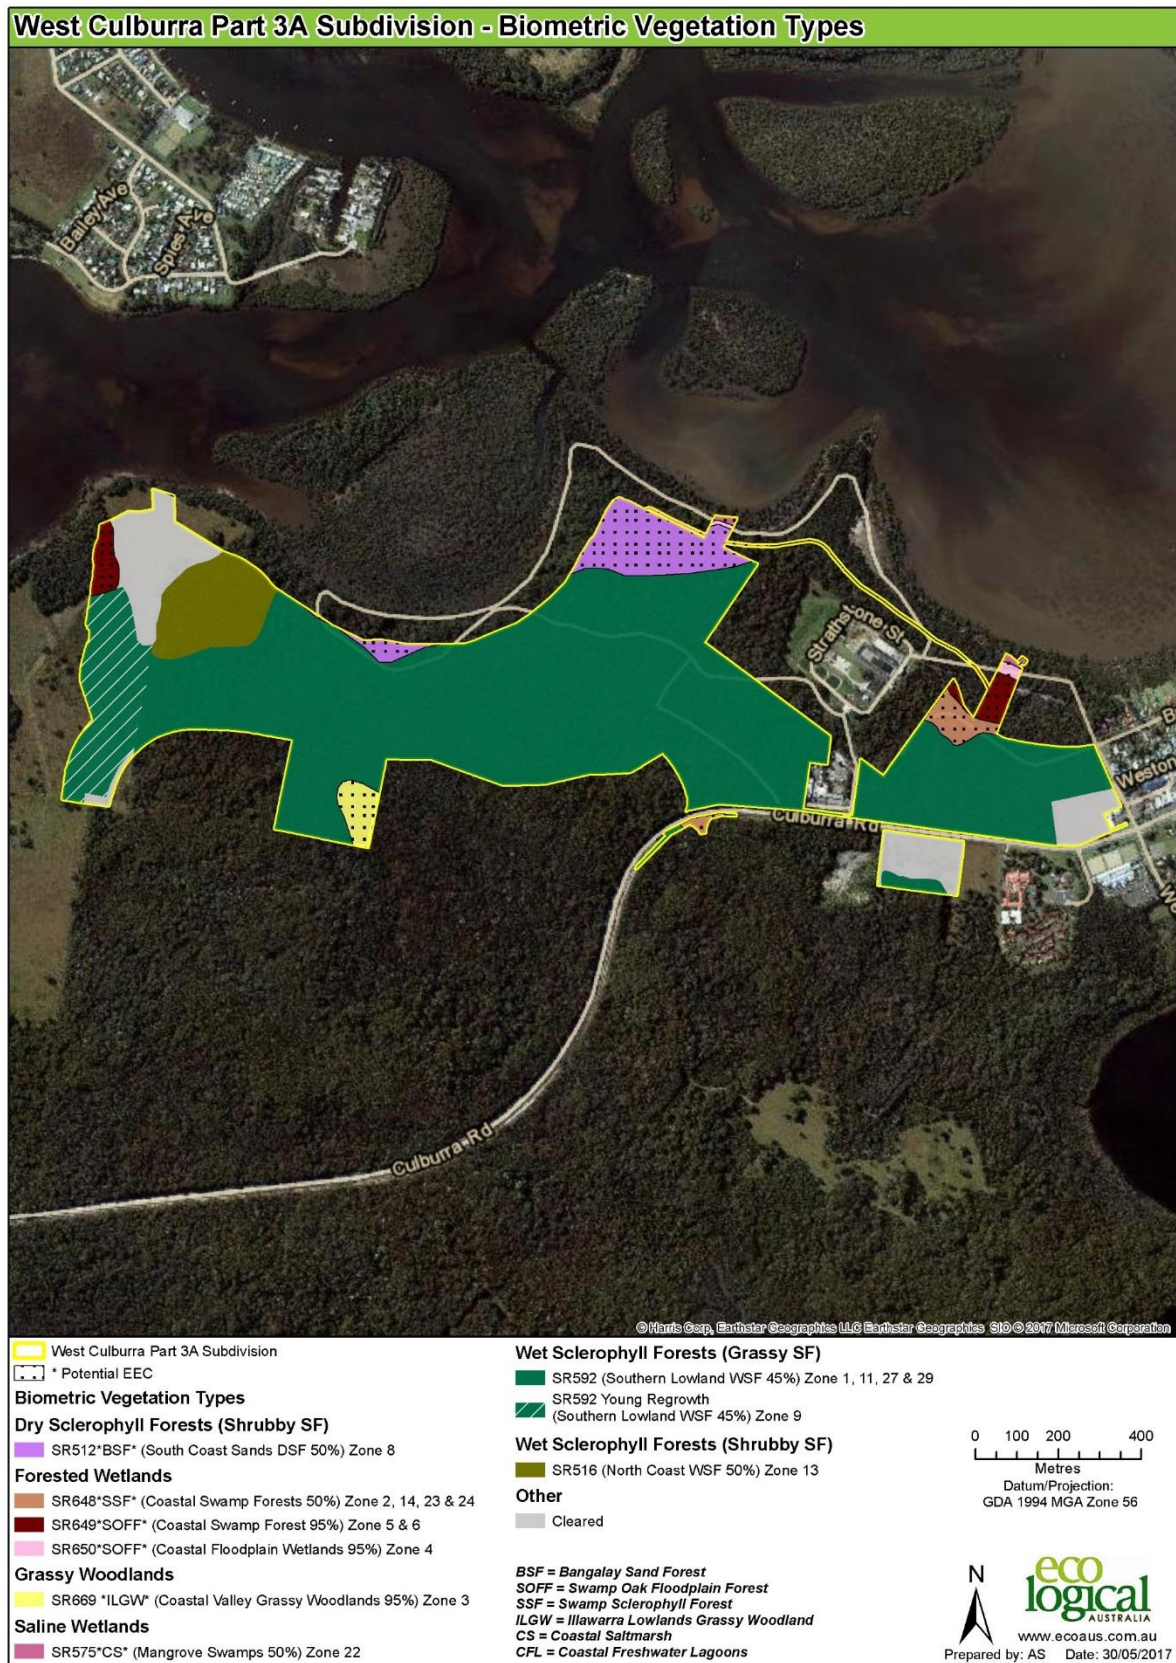 West Culburra Part 3A Subdivision - Biometric Vegetation Types
Bailey Ave
Spies Ave
Strathstone St
Weston
Culburra Rd
Culburra Rd
© Harris Corp, Earthstar Geographics LLC Earthstar Geographics SIO © 2017 Microsoft Corporation
West Culburra Part 3A Subdivision
* Potential EEC
Biometric Vegetation Types
Dry Sclerophyll Forests (Shrubby SF)
SR512*BSF* (South Coast Sands DSF 50%) Zone 8
Forested Wetlands
SR648*SSF* (Coastal Swamp Forests 50%) Zone 2, 14, 23 & 24
SR649*SOFF* (Coastal Swamp Forest 95%) Zone 5 & 6
SR650*SOFF* (Coastal Floodplain Wetlands 95%) Zone 4
Grassy Woodlands
SR669 *ILGW* (Coastal Valley Grassy Woodlands 95%) Zone 3
Saline Wetlands
SR575*CS* (Mangrove Swamps 50%) Zone 22
Wet Sclerophyll Forests (Grassy SF)
SR592 (Southern Lowland WSF 45%) Zone 1, 11, 27 & 29
SR592 Young Regrowth
(Southern Lowland WSF 45%) Zone 9
Wet Sclerophyll Forests (Shrubby SF)
SR516 (North Coast WSF 50%) Zone 13
Other
Cleared
BSF = Bangalay Sand Forest
SOFF = Swamp Oak Floodplain Forest
SSF = Swamp Sclerophyll Forest
ILGW = Illawarra Lowlands Grassy Woodland
CS = Coastal Saltmarsh
CFL = Coastal Freshwater Lagoons
0 100 200 400
Metres
Datum/Projection:
GDA 1994 MGA Zone 56
N
eco
logical
AUSTRALIA
www.ecoaus.com.au
Prepared by: AS Date: 30/05/2017